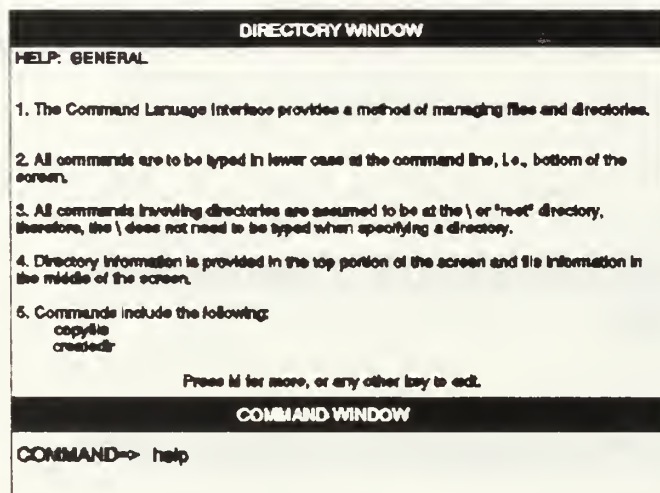 DIRECTORY WINDOW
HELP: GENERAL
1. The Command Lanuage Interface provides a method of managing files and directories.
2. All commands are to be typed in lower case at the command line, i.e., bottom of the
screen.
3. All commands involving directories are assumed to be at the \ or "root" directory,
therefore, the \ does not need to be typed when specifying a directory.
4. Directory information is provided in the top portion of the screen and file information in
the middle of the screen.
5. Commands include the following:
copyfile
createdir
Press M for more, or any other key to exit.
COMMAND WINDOW
COMMAND=> help